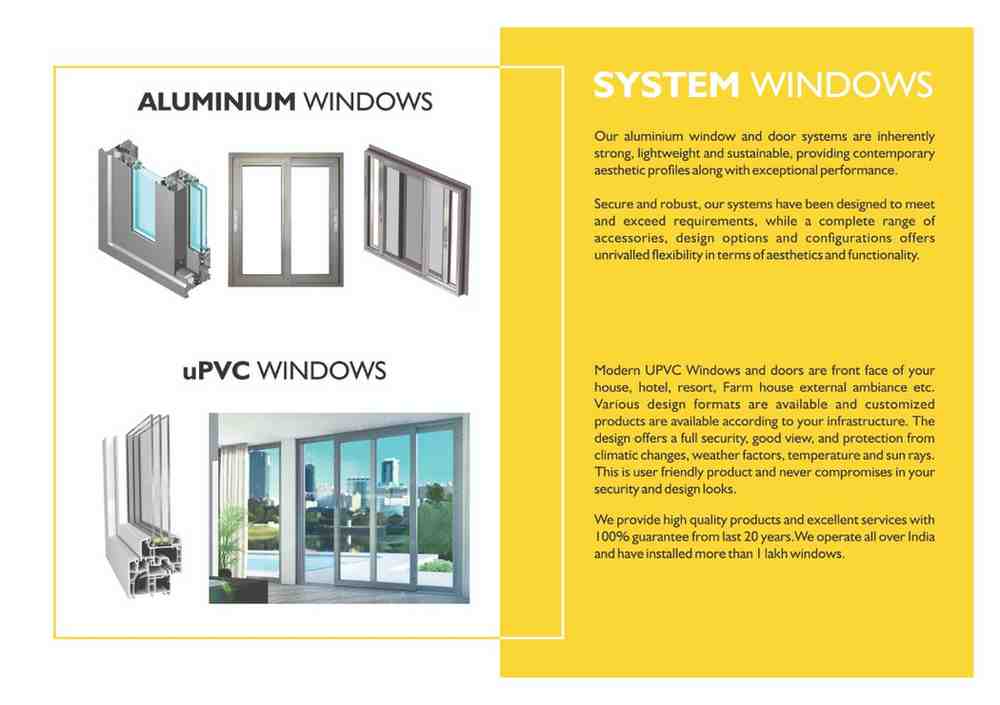 ALUMINIUM WINDOWS
uPVC WINDOWS
SYSTEM WINDOWS
Our aluminium window and door systems are inherently
strong, lightweight and sustainable, providing contemporary
aesthetic profiles along with exceptional performance.
Secure and robust, our systems have been designed to meet
and exceed requirements, while a complete range of
accessories, design options and configurations offers
unrivalled flexibility in terms of aesthetics and functionality.
Modern UPVC Windows and doors are front face of your
house, hotel, resort, Farm house external ambiance etc.
Various design formats are available and customized
products are available according to your infrastructure. The
design offers a full security, good view, and protection from
climatic changes, weather factors, temperature and sun rays.
This is user friendly product and never compromises in your
security and design looks.
We provide high quality products and excellent services with
100% guarantee from last 20 years. We operate all over India
and have installed more than 1 lakh windows.